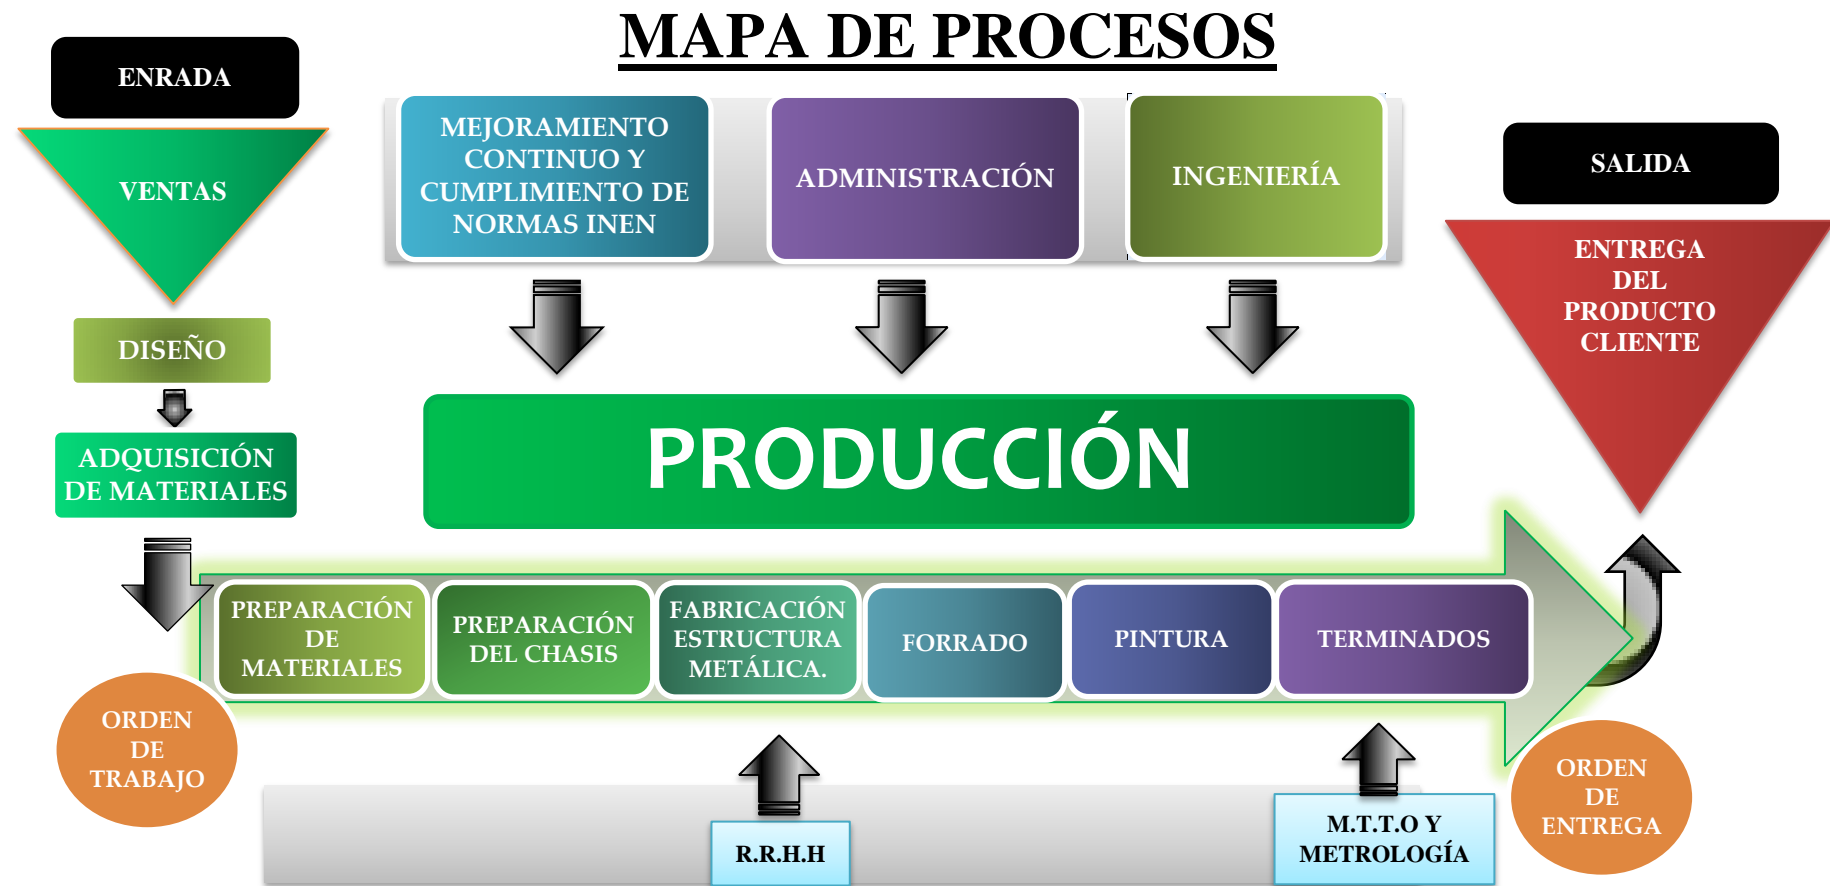 MAPA DE PROCESOS
ENRADA
VENTAS
DISEÑO
ADQUISICIÓN
DE MATERIALES
MEJORAMIENTO
CONTINUO Y
CUMPLIMIENTO DE
NORMAS INEN
ADMINISTRACIÓN
INGENIERÍA
SALIDA
ENTREGA
DEL
PRODUCTO
CLIENTE
PRODUCCIÓN
PREPARACIÓN
DE
MATERIALES
PREPARACIÓN
DEL CHASIS
FABRICACIÓN
ESTRUCTURA
METÁLICA.
FORRADO
PINTURA
TERMINADOS
ORDEN
DE
TRABAJO
R.R.H.H
M.T.T.O Y
METROLOGÍA
ORDEN
DE
ENTREGA